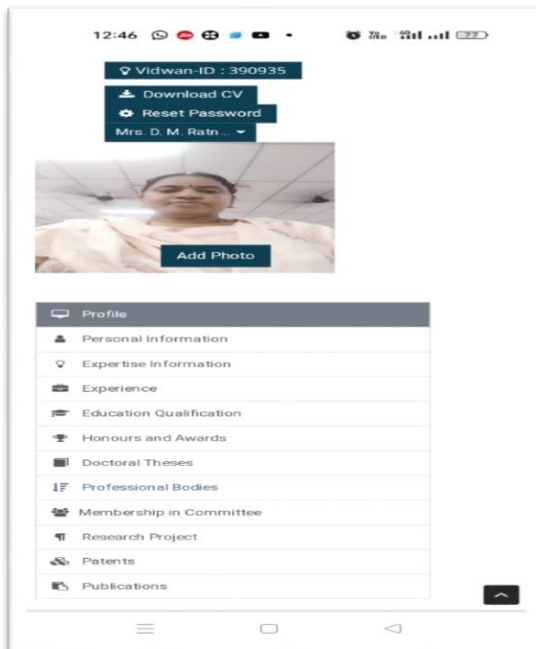 12:46
77
Vidwan-ID : 390935
Download CV
Reset Password
Mrs. D. M. Ratn...
Add Photo
Profile
Personal Information
Expertise Information
Experience
Education Qualification
Honours and Awards
Doctoral Theses
Professional Bodies
Membership in Committee
Research Project
Patents
Publications